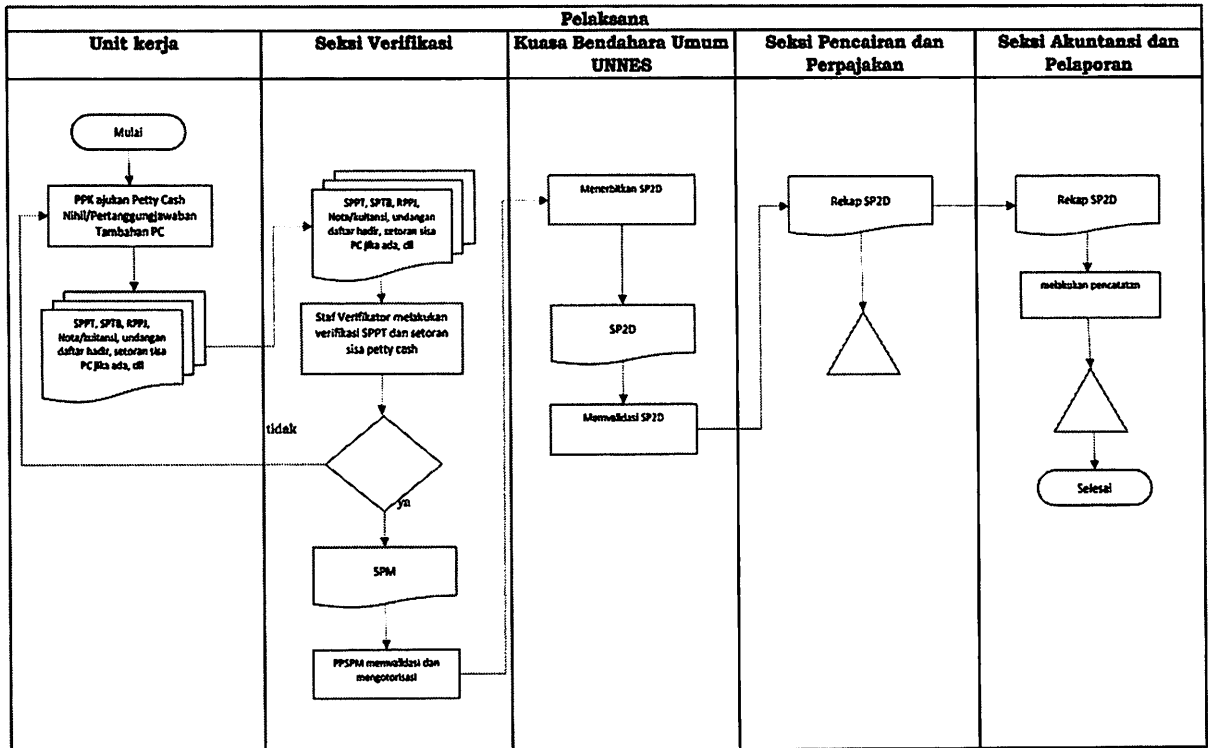 Pelaksana
Unit kerja
Seksi Verifikasi
Kuasa Bendahara Umum
UNNES
Seksi Pencairan dan
Perpajakan
Seksi Akuntansi dan
Pelaporan
Mulai
PPK ajukan Petty Cash
Nihil/Pertanggungjawaban
Tambahan PC
SPPT, SPTB, RPPJ,
Nota/kuitansi, undangan
daftar hadir, setoran sisa
PC jika ada, dll
SPPT, SPTB, RPPJ,
Nota/kuitansi, undangan
daftar hadir, setoran sisa
PC jika ada, dll
Staf Verifikator melakukan
verifikasi SPPT dan setoran
sisa petty cash
tidak
ya
SPM
PPSPM memvalidasi dan
mengotorisasi
Menerbitkan SP2D
SP2D
Memvalidasi SP2D
Rekap SP2D
Rekap SP2D
melakukan pencatatan
Selesai